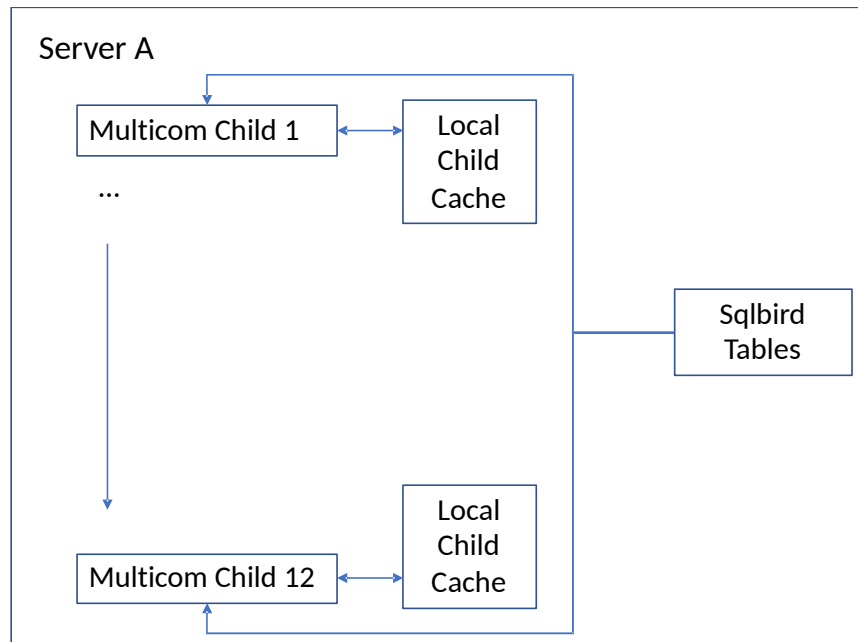 Server A
Multicom Child 1
Local
Child
Cache
...
Sqlbird
Tables
Local
Child
Cache
Multicom Child 12